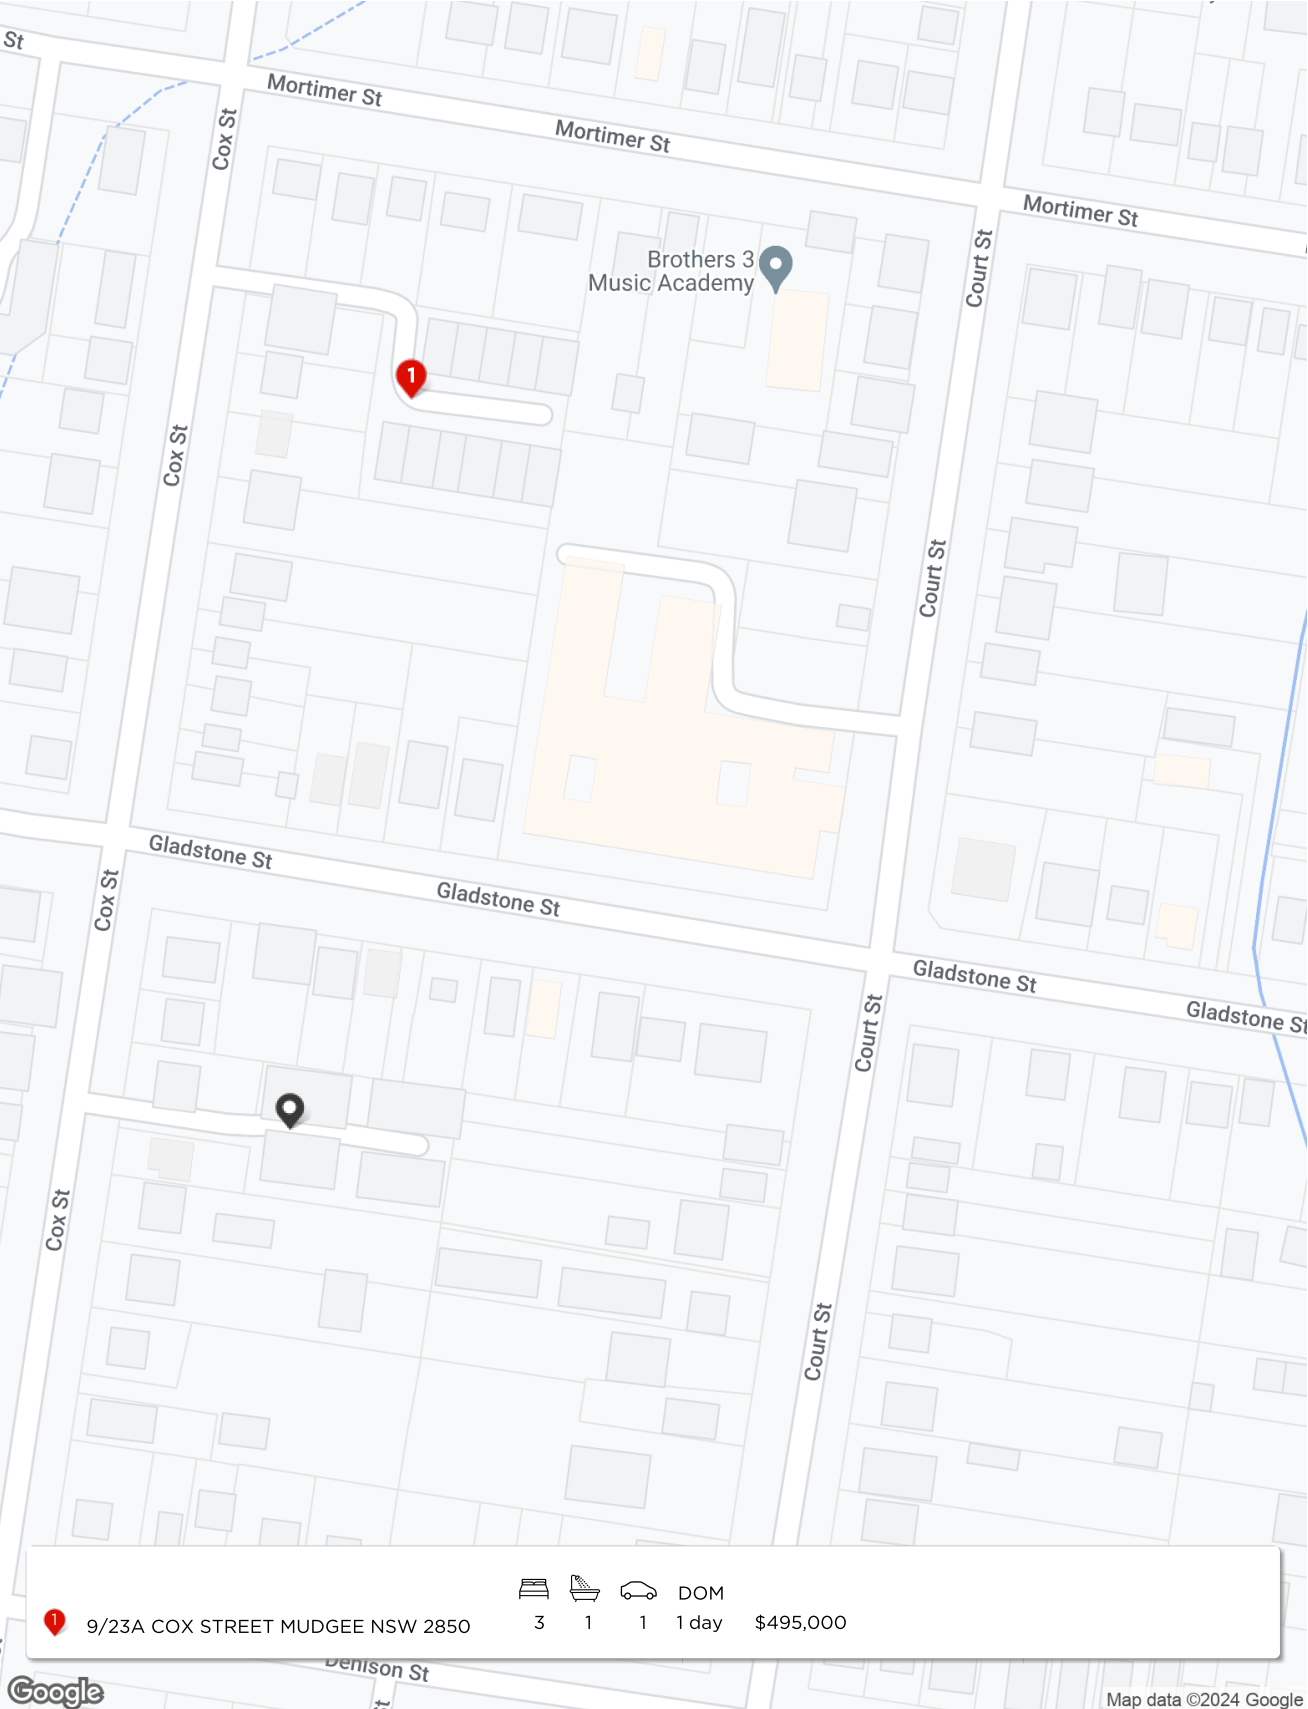 St
Mortimer St
Cox St
Mortimer St
Mortimer St
Court St
Brothers 3
Music Academy
1
Cox St
Court St
Gladstone St
Cox St
Gladstone St
Gladstone St
Gladstone St
Court St
Cox St
Court St
DOM
1 9/23A COX STREET MUDGEE NSW 2850 3 1 1 1 day $495,000
Denison St
Google
Map data ©2024 Google